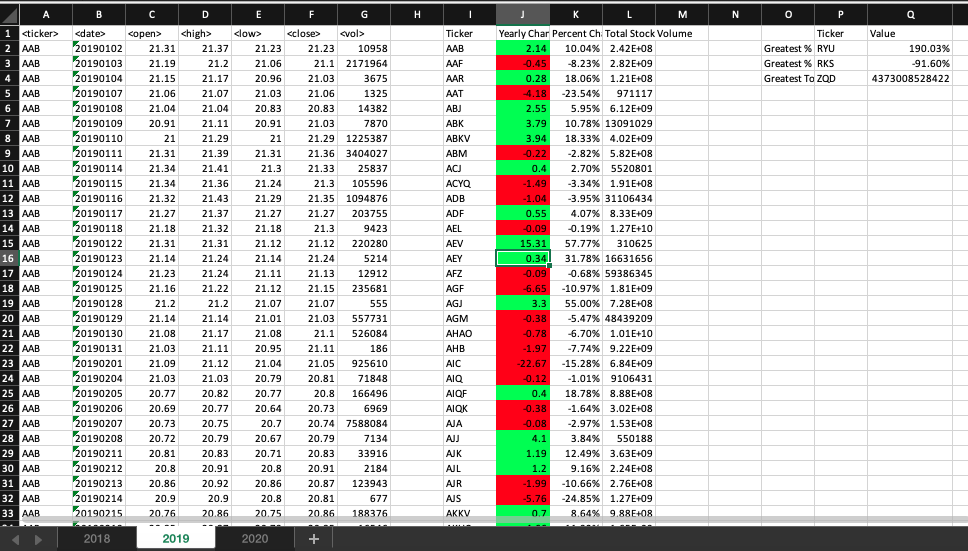 A B C D E F G H I J K L M N O P Q
1 <ticker> <date> <open> <high> <low> <close> <vol> Ticker Yearly Chan Percent Ch Total Stock Volume Ticker Value
2 AAB 20190102 21.31 21.37 21.23 21.23 10958 AAB 2.14 10.04% 2.42E+08 Greatest % RYU 190.03%
3 AAB 20190103 21.19 21.2 21.06 21.1 2171964 AAF -0.45 -8.23% 2.82E+09 Greatest % RKS -91.60%
4 AAB 20190104 21.15 21.17 20.96 21.03 3675 AAR 0.28 18.06% 1.21E+08 Greatest To ZQD 4373008528422
5 AAB 20190107 21.06 21.07 21.03 21.06 1325 AAT -4.18 -23.54% 971117
6 AAB 20190108 21.04 21.04 20.83 20.83 14382 ABJ 2.55 5.95% 6.12E+09
7 AAB 20190109 20.91 21.11 20.91 21.03 7870 ABK 3.79 10.78% 13091029
8 AAB 20190110 21 21.29 21 21.29 1225387 ABKV 3.94 18.33% 4.02E+09
9 AAB 20190111 21.31 21.39 21.31 21.36 3404027 ABM -0.22 -2.82% 5.82E+08
10 AAB 20190114 21.34 21.41 21.3 21.33 25837 ACJ 0.4 2.70% 5520801
11 AAB 20190115 21.34 21.36 21.24 21.3 105596 ACYQ -1.49 -3.34% 1.91E+08
12 AAB 20190116 21.32 21.43 21.29 21.35 1094876 ADB -1.04 -3.95% 31106434
13 AAB 20190117 21.27 21.37 21.27 21.27 203755 ADF 0.55 4.07% 8.33E+09
14 AAB 20190118 21.18 21.32 21.18 21.3 9423 AEL -0.09 -0.19% 1.27E+10
15 AAB 20190122 21.31 21.31 21.12 21.12 220280 AEV 15.31 57.77% 310625
16 AAB 20190123 21.14 21.24 21.14 21.24 5214 AEY 0.34 31.78% 16631656
17 AAB 20190124 21.23 21.24 21.11 21.13 12912 AFZ -0.09 -0.68% 59386345
18 AAB 20190125 21.16 21.22 21.12 21.15 235681 AGF -6.65 -10.97% 1.81E+09
19 AAB 20190128 21.2 21.2 21.07 21.07 555 AGJ 3.3 55.00% 7.28E+08
20 AAB 20190129 21.14 21.14 21.01 21.03 557731 AGM -0.38 -5.47% 48439209
21 AAB 20190130 21.08 21.17 21.08 21.1 526084 AHAO -0.78 -6.70% 1.01E+10
22 AAB 20190131 21.03 21.11 20.95 21.11 186 AHB -1.97 -7.74% 9.22E+09
23 AAB 20190201 21.09 21.12 21.04 21.05 925610 AIC -22.67 -15.28% 6.84E+09
24 AAB 20190204 21.03 21.03 20.79 20.81 71848 AIQ -0.12 -1.01% 9106431
25 AAB 20190205 20.77 20.82 20.77 20.8 166496 AIQF 0.4 18.78% 8.88E+08
26 AAB 20190206 20.69 20.77 20.64 20.73 6969 AIQK -0.38 -1.64% 3.02E+08
27 AAB 20190207 20.73 20.75 20.7 20.74 7588084 AJA -0.08 -2.97% 1.53E+08
28 AAB 20190208 20.72 20.79 20.67 20.79 7134 AJJ 4.1 3.84% 550188
29 AAB 20190211 20.81 20.83 20.71 20.83 33916 AJK 1.19 12.49% 3.63E+09
30 AAB 20190212 20.8 20.91 20.8 20.91 2184 AJL 1.2 9.16% 2.24E+08
31 AAB 20190213 20.86 20.92 20.86 20.87 123943 AJR -1.99 -10.66% 2.76E+08
32 AAB 20190214 20.9 20.9 20.8 20.81 677 AJS -5.76 -24.85% 1.27E+09
33 AAB 20190215 20.76 20.86 20.75 20.86 188376 AKKV 0.7 8.64% 9.88E+08
2018 2019 2020 +